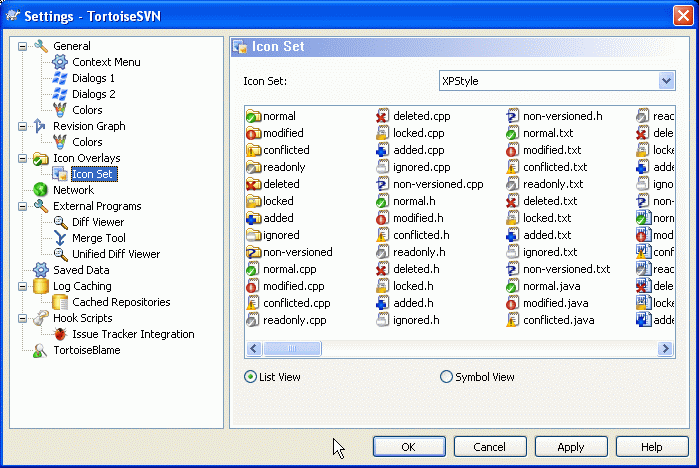 Settings - TortoiseSVN
General
Context Menu
Dialogs 1
Dialogs 2
Colors
Revision Graph
Colors
Icon Overlays
Icon Set
Network
External Programs
Diff Viewer
Merge Tool
Unified Diff Viewer
Saved Data
Log Caching
Cached Repositories
Hook Scripts
Issue Tracker Integration
TortoiseBlame
Icon Set
Icon Set: XPStyle
normal deleted.cpp non-versioned.h read
modified locked.cpp normal.txt dele
conflicted added.cpp modified.txt lock
readonly ignored.cpp conflicted.txt adde
deleted non-versioned.cpp readonly.txt igno
locked normal.h deleted.txt non-
added modified.h locked.txt norm
ignored conflicted.h added.txt mod
non-versioned readonly.h ignored.txt conf
normal.cpp deleted.h non-versioned.txt read
modified.cpp locked.h normal.java dele
conflicted.cpp added.h modified.java lock
readonly.cpp ignored.h conflicted.java adde
List View Symbol View
OK Cancel Apply Help